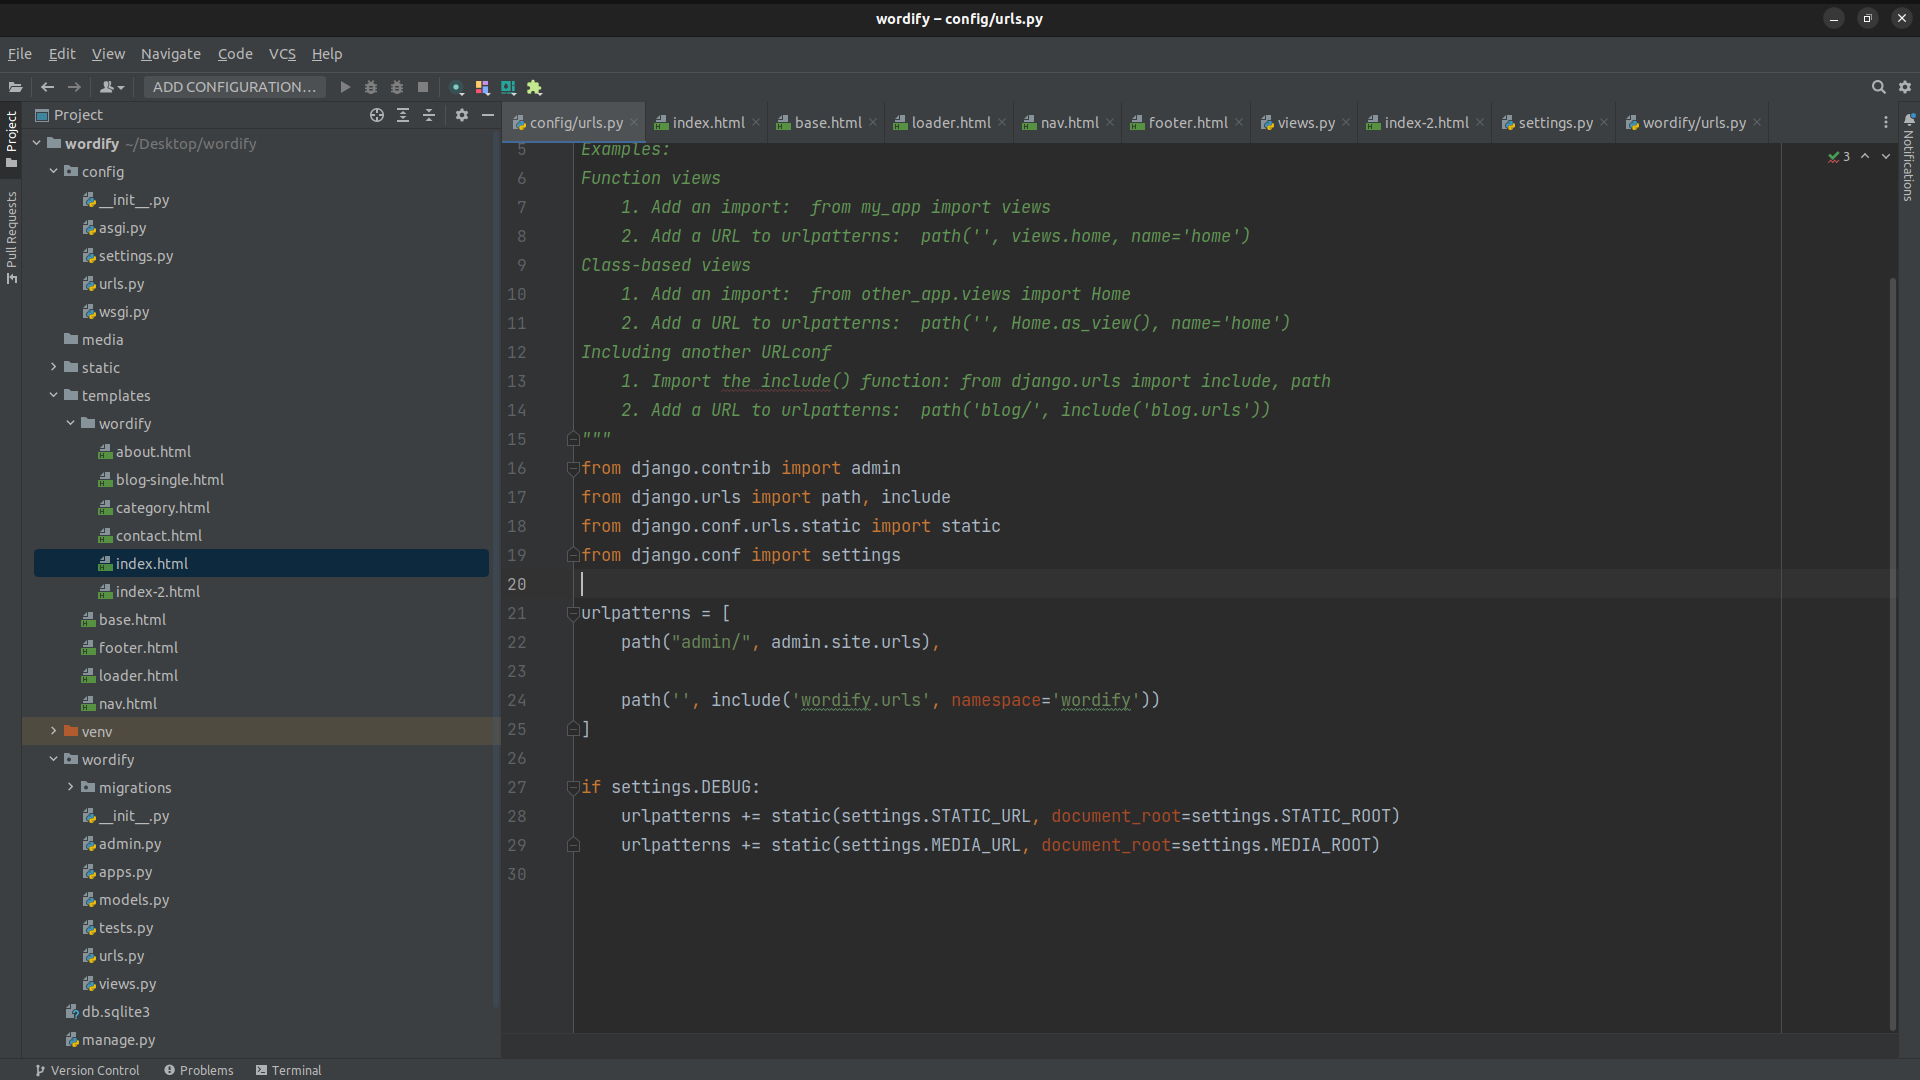 wordify – config/urls.py
File Edit View Navigate Code VCS Help
ADD CONFIGURATION...
Project
Pull Requests
Project
wordify ~/Desktop/wordify
config
__init__.py
asgi.py
settings.py
urls.py
wsgi.py
media
static
templates
wordify
about.html
blog-single.html
category.html
contact.html
index.html
index-2.html
base.html
footer.html
loader.html
nav.html
venv
wordify
migrations
__init__.py
admin.py
apps.py
models.py
tests.py
urls.py
views.py
db.sqlite3
manage.py
config/urls.py index.html base.html loader.html nav.html footer.html views.py index-2.html settings.py wordify/urls.py
3
Notifications
5 Examples:
6 Function views
7     1. Add an import:  from my_app import views
8     2. Add a URL to urlpatterns:  path('', views.home, name='home')
9 Class-based views
10     1. Add an import:  from other_app.views import Home
11     2. Add a URL to urlpatterns:  path('', Home.as_view(), name='home')
12 Including another URLconf
13     1. Import the include() function: from django.urls import include, path
14     2. Add a URL to urlpatterns:  path('blog/', include('blog.urls'))
15 """
16 from django.contrib import admin
17 from django.urls import path, include
18 from django.conf.urls.static import static
19 from django.conf import settings
20
21 urlpatterns = [
22     path("admin/", admin.site.urls),
23
24     path('', include('wordify.urls', namespace='wordify'))
25 ]
26
27 if settings.DEBUG:
28     urlpatterns += static(settings.STATIC_URL, document_root=settings.STATIC_ROOT)
29     urlpatterns += static(settings.MEDIA_URL, document_root=settings.MEDIA_ROOT)
30
Version Control Problems Terminal